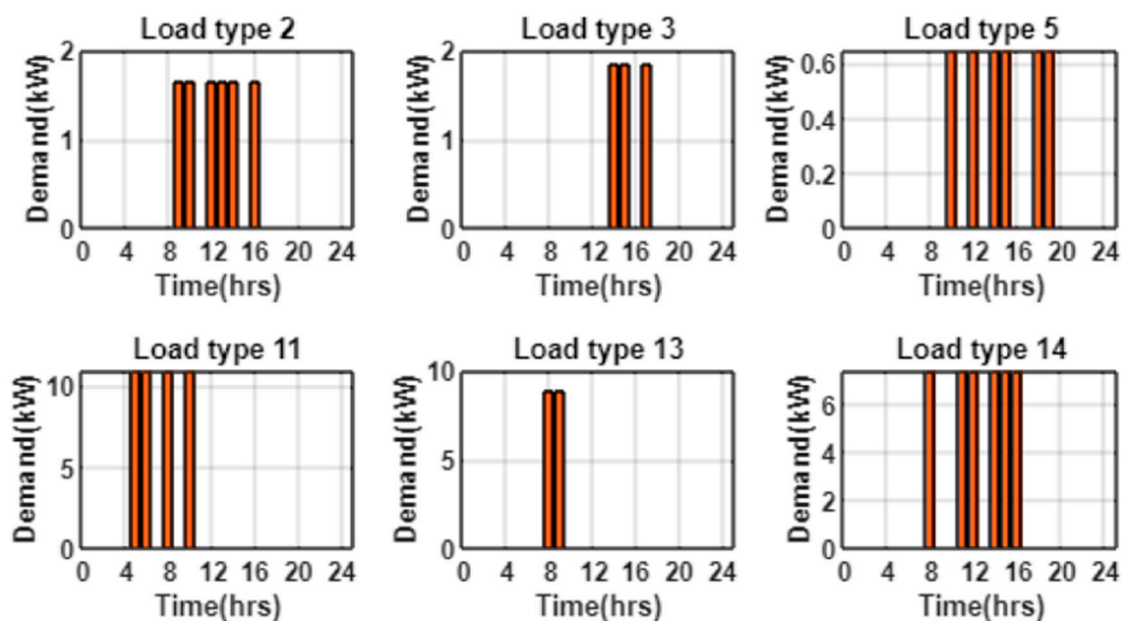 Load type 2
Demand(kW)
2
1
0
0 4 8 12 16 20 24
Time(hrs)
Load type 3
Demand(kW)
2
1
0
0 4 8 12 16 20 24
Time(hrs)
Load type 5
Demand(kW)
0.6
0.4
0.2
0
0 4 8 12 16 20 24
Time(hrs)
Load type 11
Demand(kW)
10
5
0
0 4 8 12 16 20 24
Time(hrs)
Load type 13
Demand(kW)
10
5
0
0 4 8 12 16 20 24
Time(hrs)
Load type 14
Demand(kW)
6
4
2
0
0 4 8 12 16 20 24
Time(hrs)